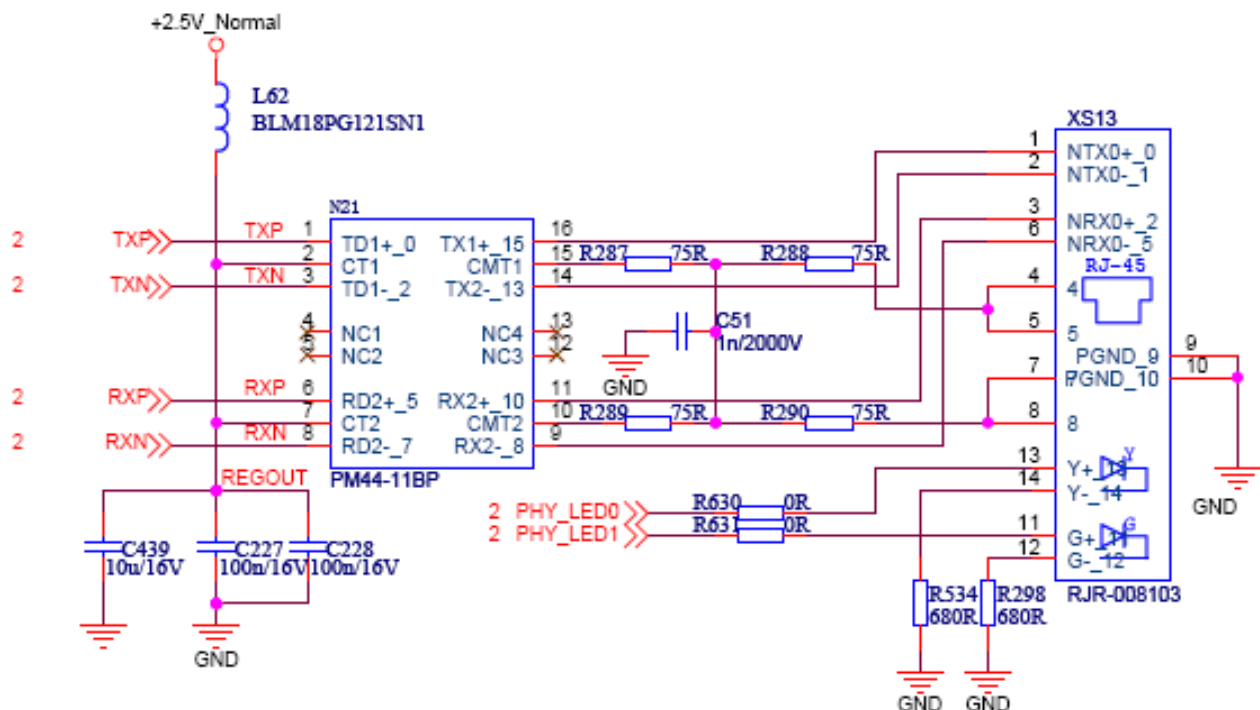 +2.5V_Normal
L62
BLM18PG121SN1
XS13
1 NTX0+_0
2 NTX0-_1
3 NRX0+_2
6 NRX0-_5
RJ-45
4 4
5 5
PGND_9 9
7 PGND_10 10
8 8
13 Y+_13 Y
14 Y-_14
11 G+_11 G
12 G-_12
RJR-008103
GND
N21
2 TXP TXP 1 TD1+_0 TX1+_15 16
2 CT1 CMT1 15 R287 75R R288 75R
2 TXN TXN 3 TD1-_2 TX2-_13 14
4 NC1 NC4 13
NC2 NC3 12
C51
1n/2000V
GND
2 RXP RXP 6 RD2+_5 RX2+_10 11
7 CT2 CMT2 10 R289 75R R290 75R
2 RXN RXN 8 RD2-_7 RX2-_8 9
PM44-11BP
REGOUT
2 PHY_LED0 R630 0R
2 PHY_LED1 R631 0R
C439
10u/16V
C227
100n/16V
C228
100n/16V
GND
R534
680R
R298
680R
GND GND